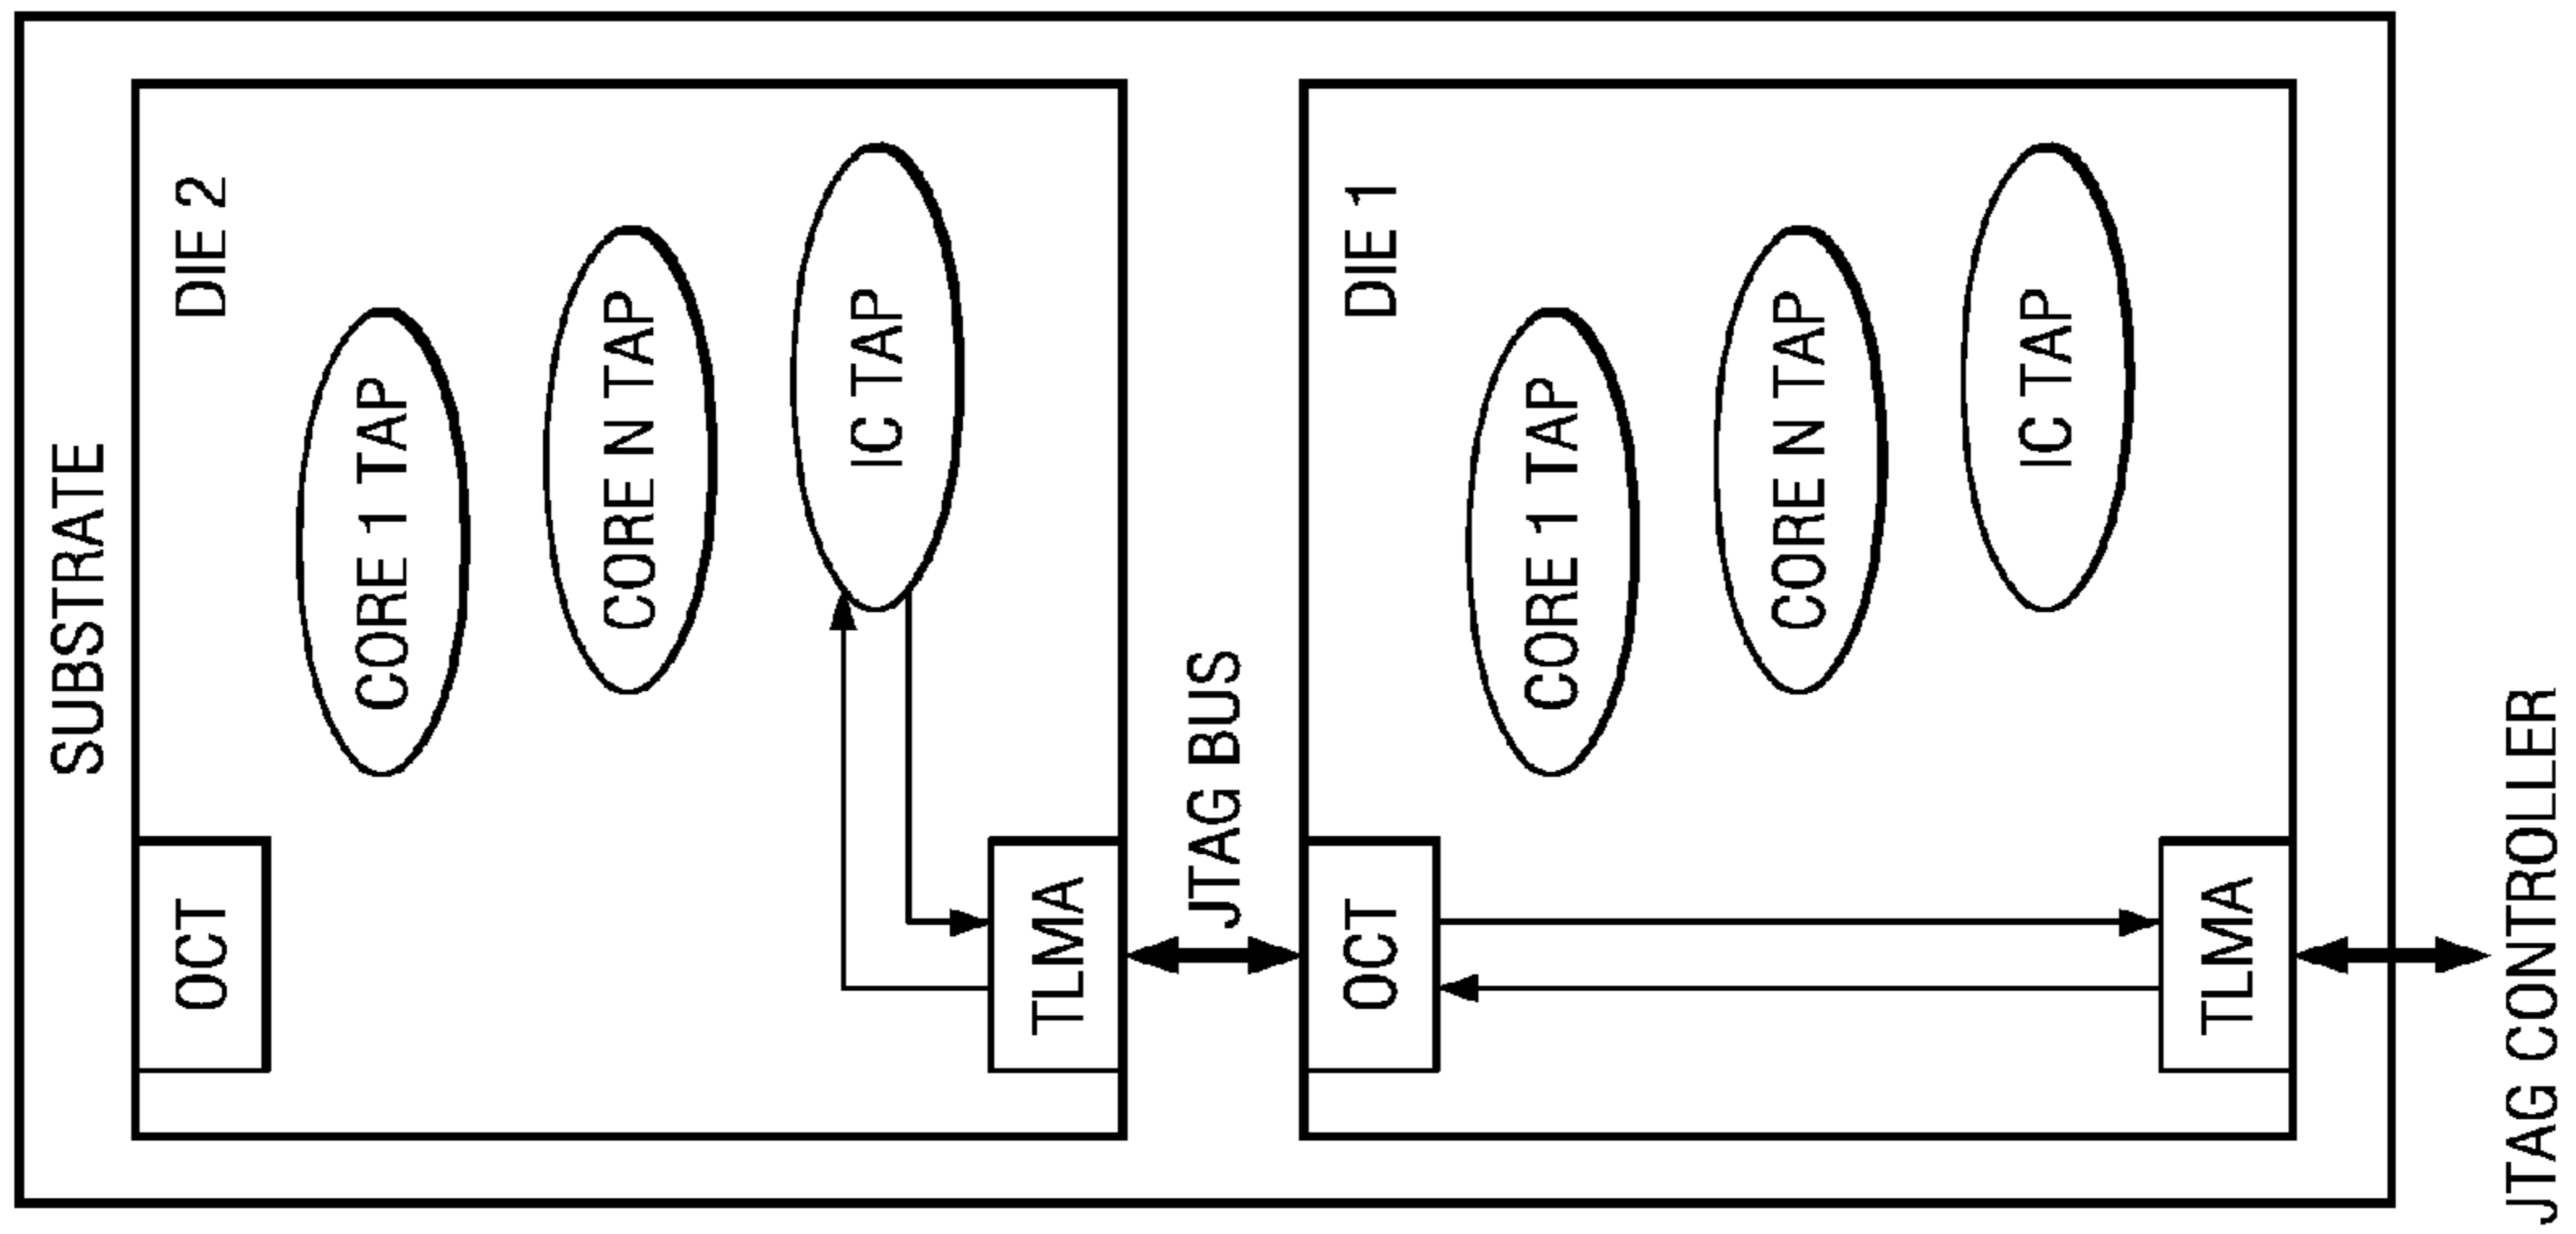 SUBSTRATE
OCT
DIE 2
CORE 1 TAP
CORE N TAP
IC TAP
TLMA
JTAG BUS
OCT
DIE 1
CORE 1 TAP
CORE N TAP
IC TAP
TLMA
JTAG CONTROLLER